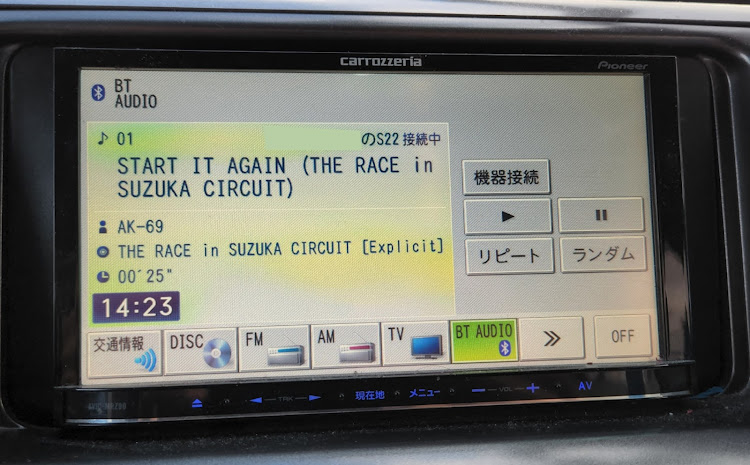 carrozzeria
Pioneer
BT
AUDIO
♪ 01 のS22 接続中
START IT AGAIN (THE RACE in
SUZUKA CIRCUIT)
AK-69
THE RACE in SUZUKA CIRCUIT [Explicit]
00'25"
14:23
機器接続
リピート
ランダム
交通情報
DISC
FM
AM
TV
BT AUDIO
OFF
TRK
現在地
メニュー
− VOL +
AV